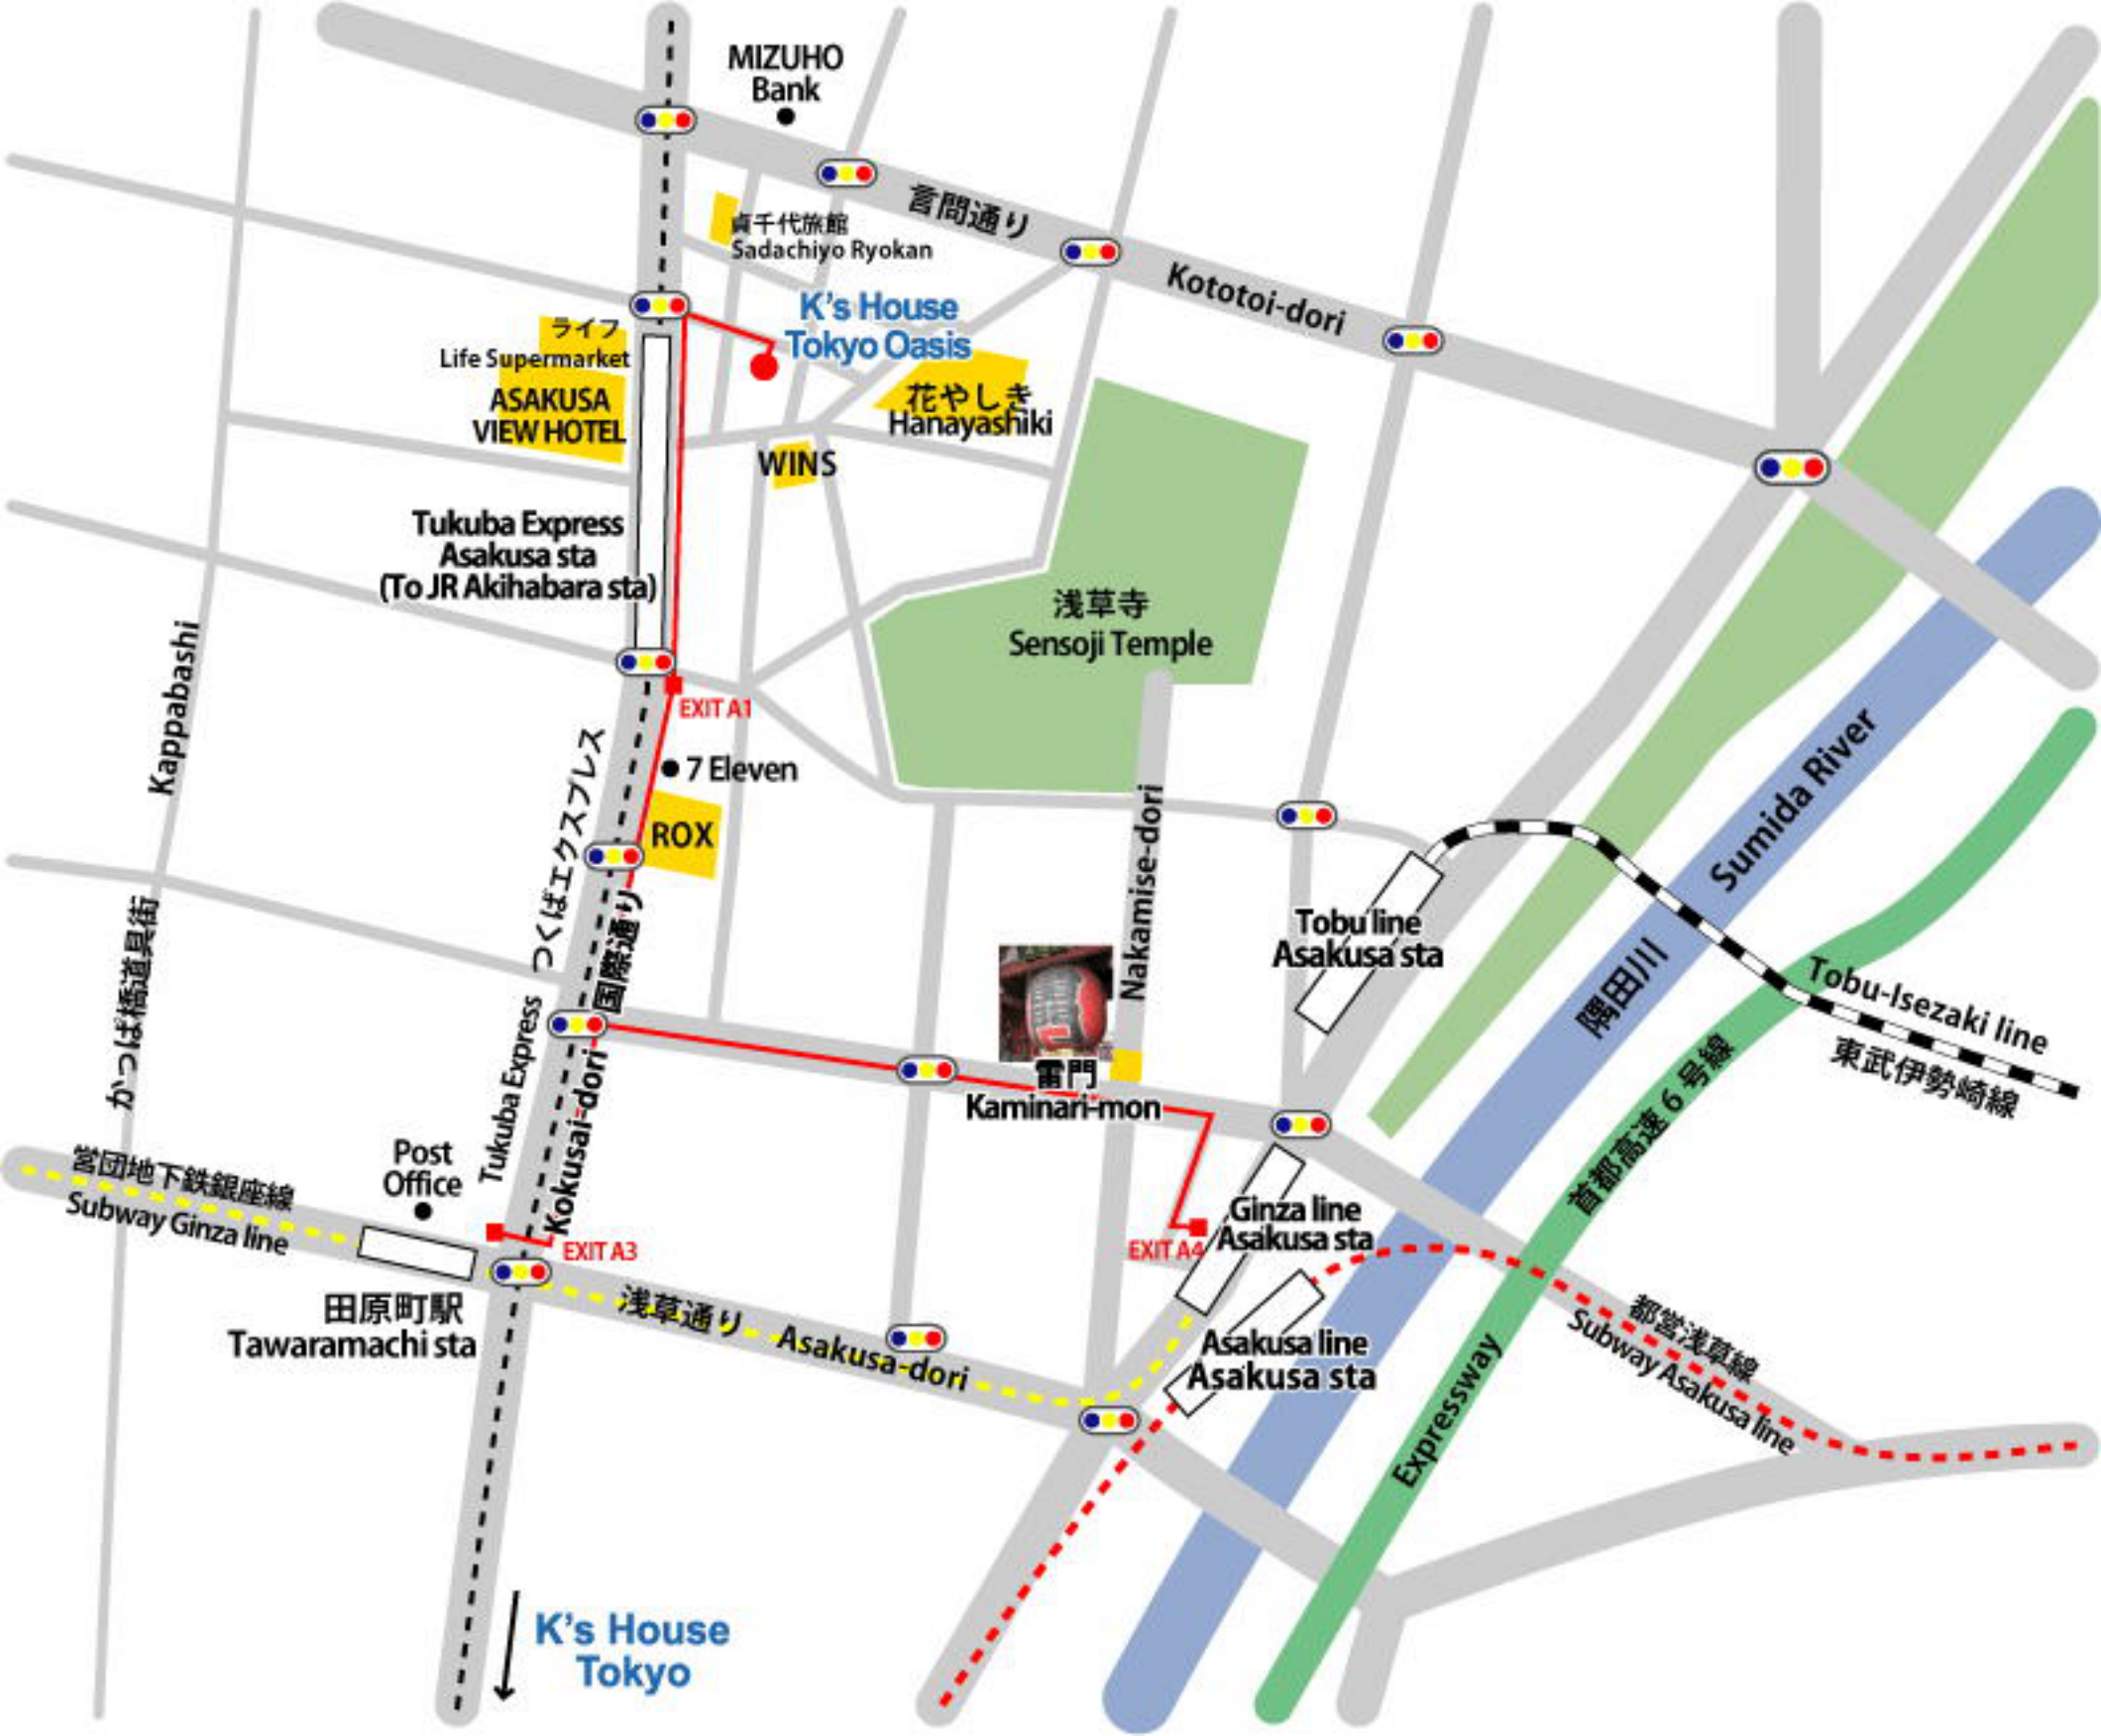 MIZUHO
Bank
言問通り
Kototoi-dori
貞千代旅館
Sadachiyo Ryokan
K's House
Tokyo Oasis
ライフ
Life Supermarket
ASAKUSA
VIEW HOTEL
花やしき
Hanayashiki
WINS
Tukuba Express
Asakusa sta
(To JR Akihabara sta)
浅草寺
Sensoji Temple
Kappabashi
かっぱ橋道具街
EXIT A1
7 Eleven
ROX
つくばエクスプレス
Tukuba Express
国際通り
Kokusai-dori
Nakamise-dori
雷門
Kaminari-mon
Tobu line
Asakusa sta
Sumida River
隅田川
Tobu-Isezaki line
東武伊勢崎線
首都高速6号線
Expressway
営団地下鉄銀座線
Subway Ginza line
Post
Office
EXIT A3
田原町駅
Tawaramachi sta
浅草通り
Asakusa-dori
EXIT A4
Ginza line
Asakusa sta
Asakusa line
Asakusa sta
都営浅草線
Subway Asakusa line
K's House
Tokyo